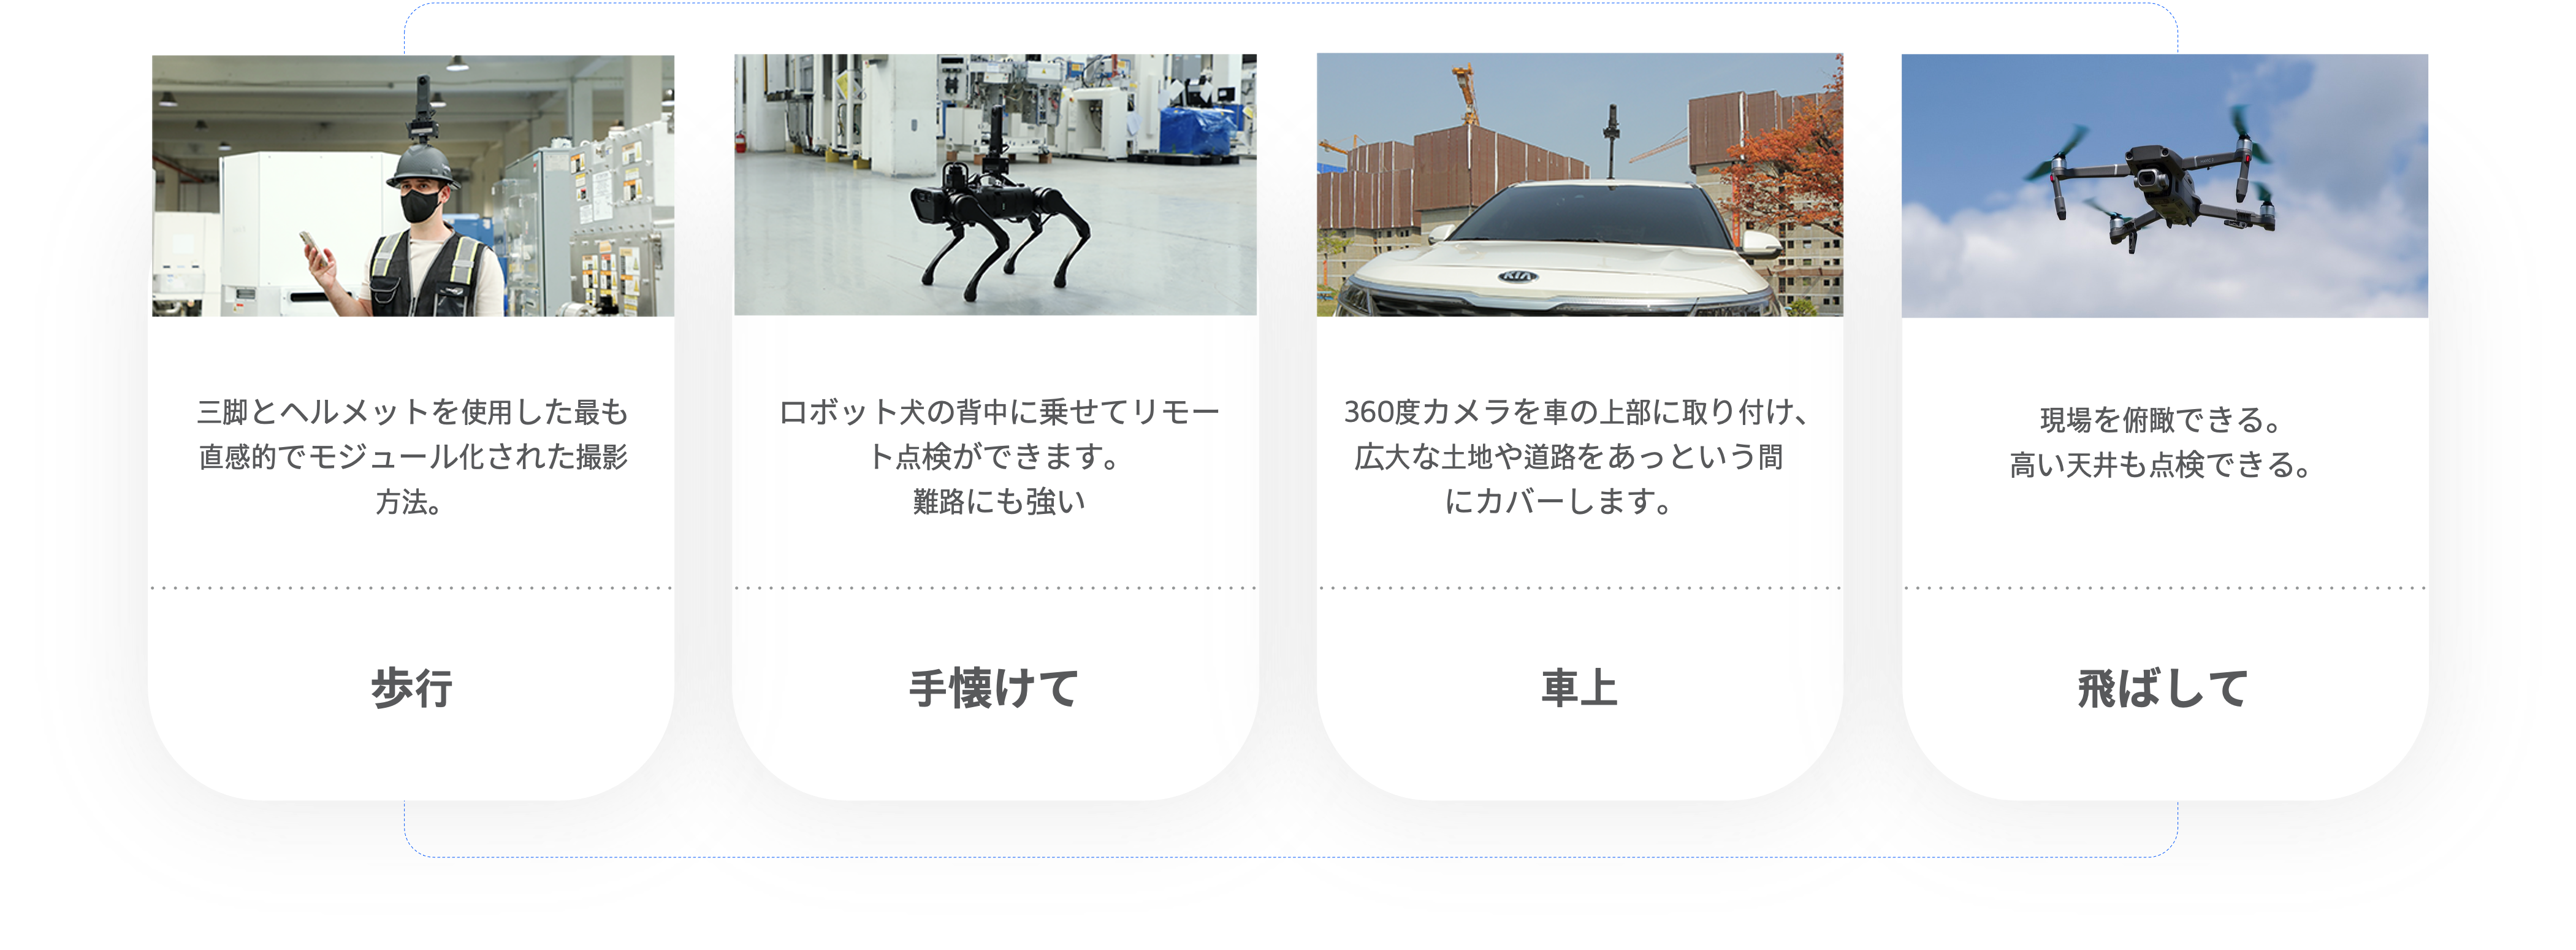 KIA
三脚とヘルメットを使用した最も
直感的でモジュール化された撮影
方法。
歩行
ロボット犬の背中に乗せてリモー
ト点検ができます。
難路にも強い
手懐けて
360度カメラを車の上部に取り付け、
広大な土地や道路をあっという間
にカバーします。
車上
現場を俯瞰できる。
高い天井も点検できる。
飛ばして